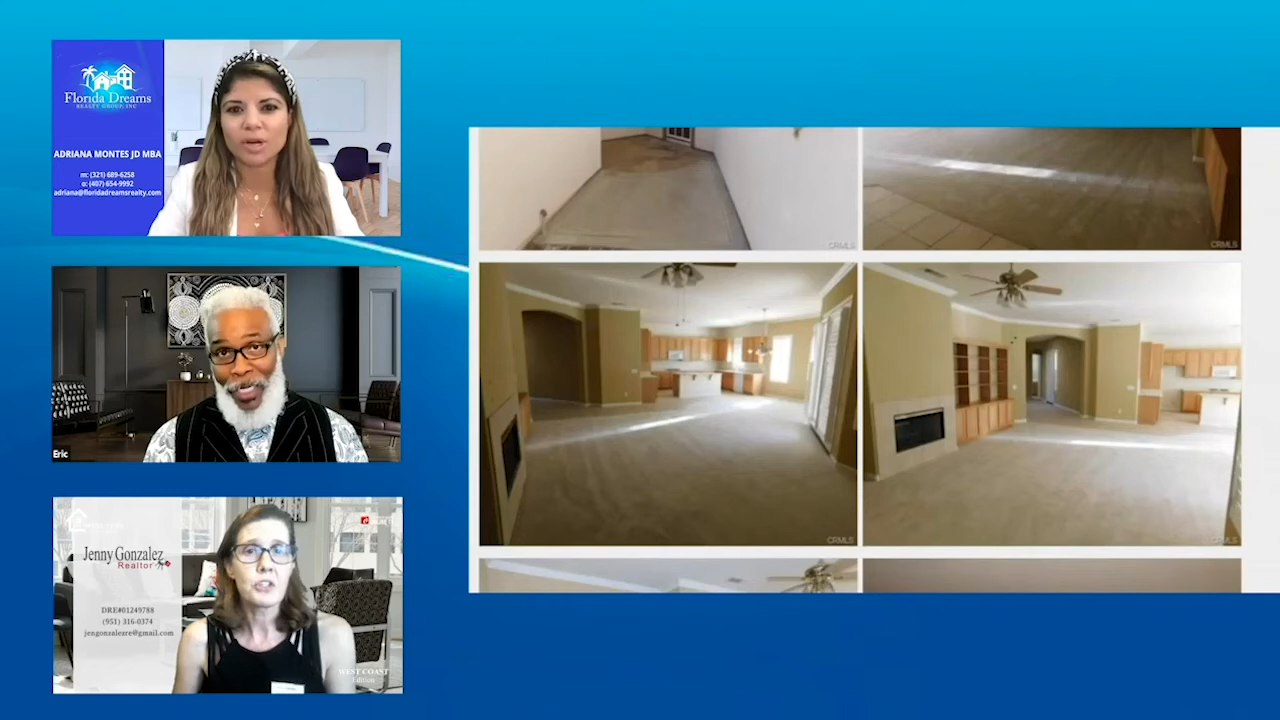 Florida Dreams
REALTY GROUP, INC
ADRIANA MONTES JD MBA
m: (321) 689-6258
o: (407) 654-9992
adriana@floridadreamsrealty.com
Eric
Jenny Gonzalez
Realtor
DRE#01249788
(951) 316-0374
jengonzalezre@gmail.com
WEST COAST
Edition
CRMLS
CRMLS
CRMLS
CRMLS